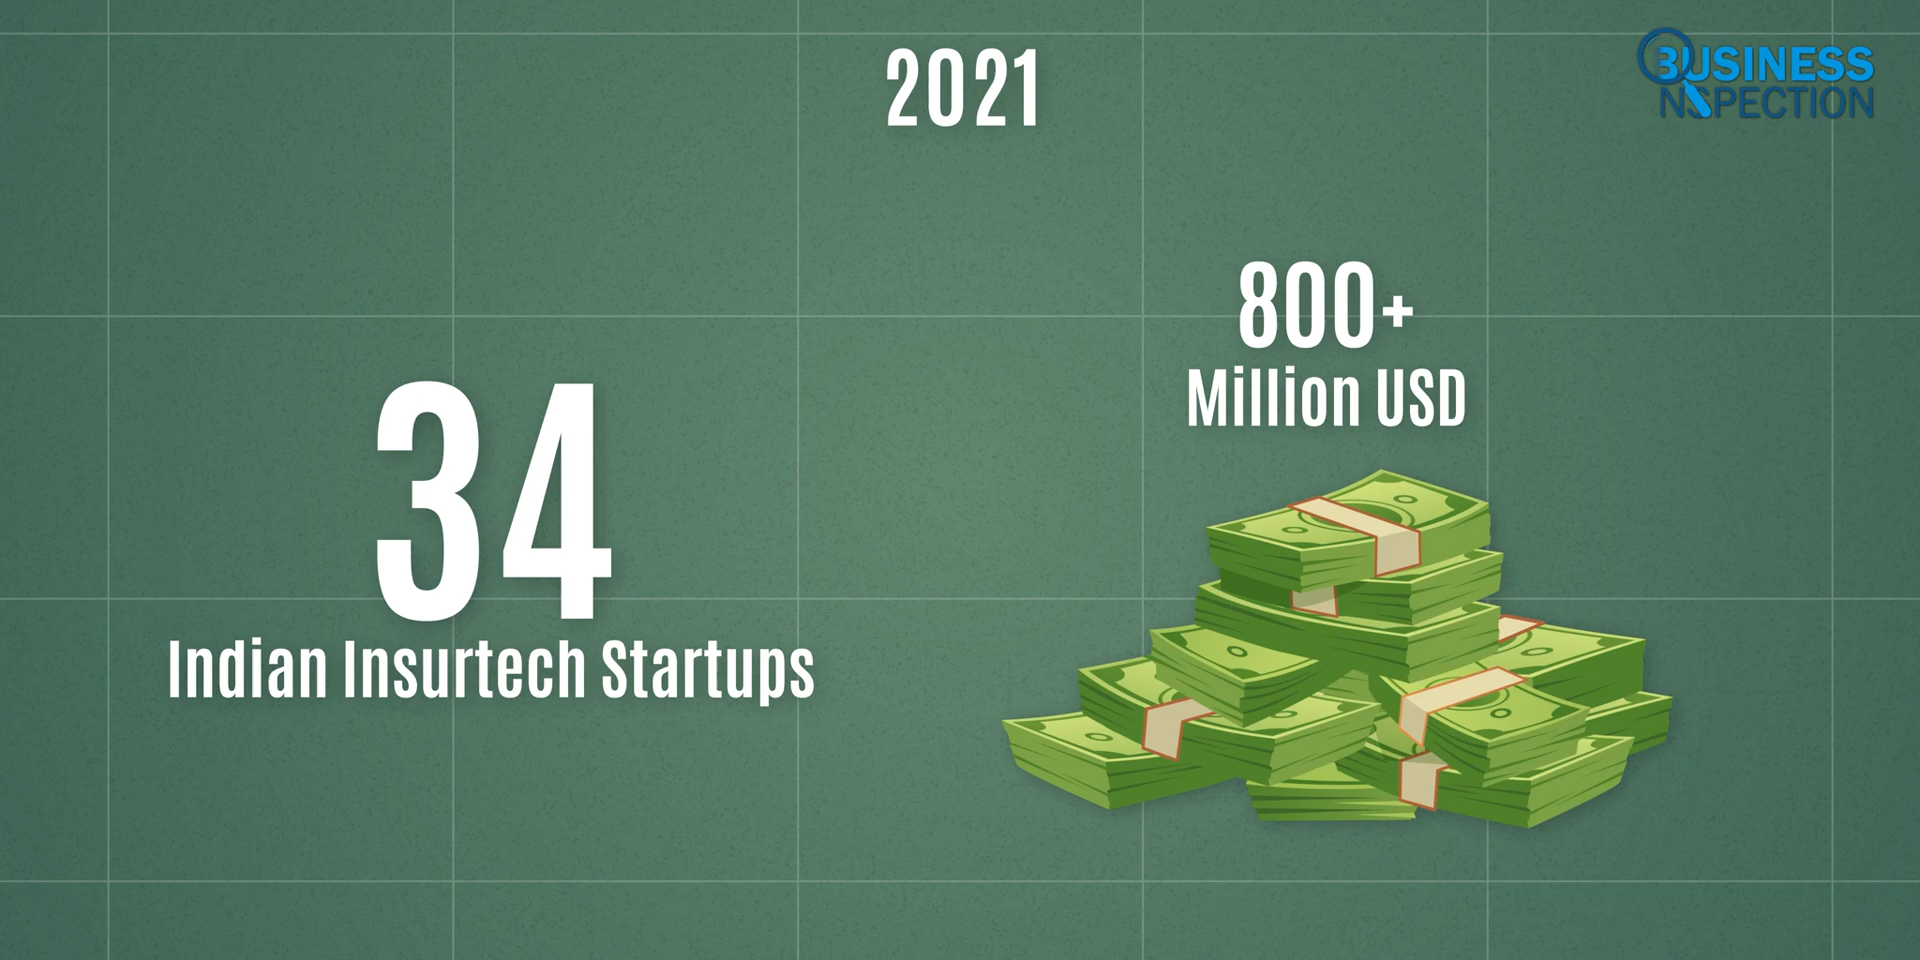 2021
BUSINESS
INSPECTION
800+
Million USD
34
Indian Insurtech Startups